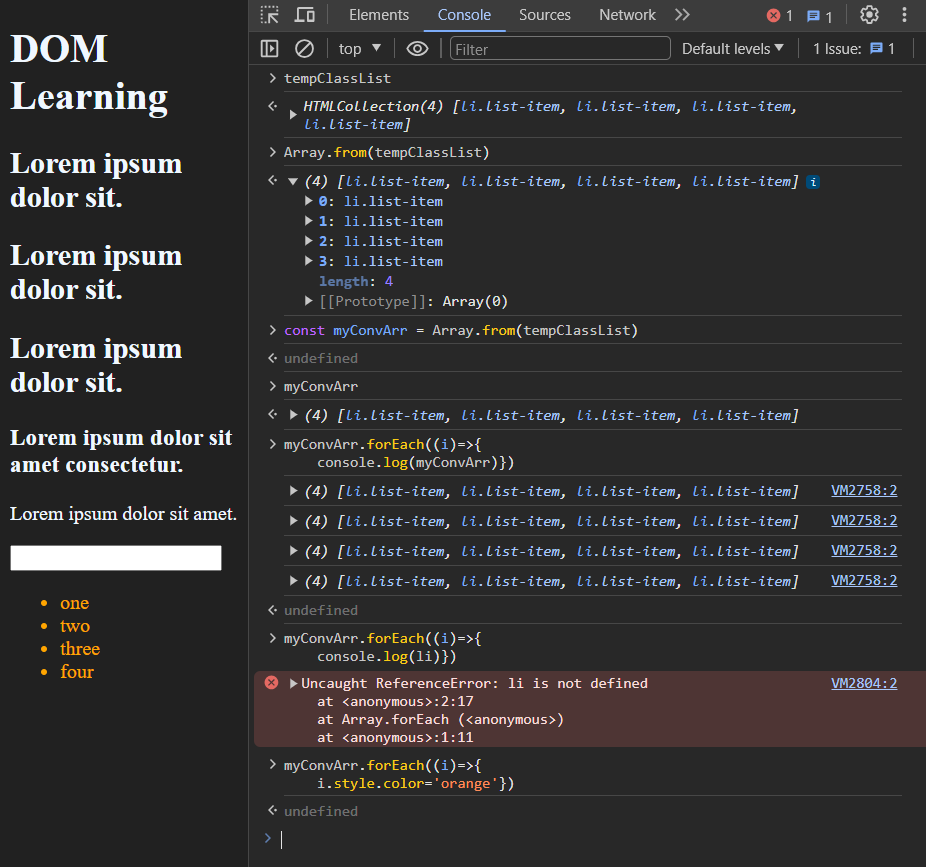 DOM
Learning
Lorem ipsum
dolor sit.
Lorem ipsum
dolor sit.
Lorem ipsum
dolor sit.
Lorem ipsum dolor sit
amet consectetur.
Lorem ipsum dolor sit amet.
one
two
three
four
Elements Console Sources Network 1 1
top Filter Default levels 1 Issue: 1
tempClassList
HTMLCollection(4) [li.list-item, li.list-item, li.list-item,
li.list-item]
Array.from(tempClassList)
(4) [li.list-item, li.list-item, li.list-item, li.list-item] i
0: li.list-item
1: li.list-item
2: li.list-item
3: li.list-item
length: 4
[[Prototype]]: Array(0)
const myConvArr = Array.from(tempClassList)
undefined
myConvArr
(4) [li.list-item, li.list-item, li.list-item, li.list-item]
myConvArr.forEach((i)=>{
console.log(myConvArr)})
(4) [li.list-item, li.list-item, li.list-item, li.list-item] VM2758:2
(4) [li.list-item, li.list-item, li.list-item, li.list-item] VM2758:2
(4) [li.list-item, li.list-item, li.list-item, li.list-item] VM2758:2
(4) [li.list-item, li.list-item, li.list-item, li.list-item] VM2758:2
undefined
myConvArr.forEach((i)=>{
console.log(li)})
Uncaught ReferenceError: li is not defined VM2804:2
at <anonymous>:2:17
at Array.forEach (<anonymous>)
at <anonymous>:1:11
myConvArr.forEach((i)=>{
i.style.color='orange'})
undefined